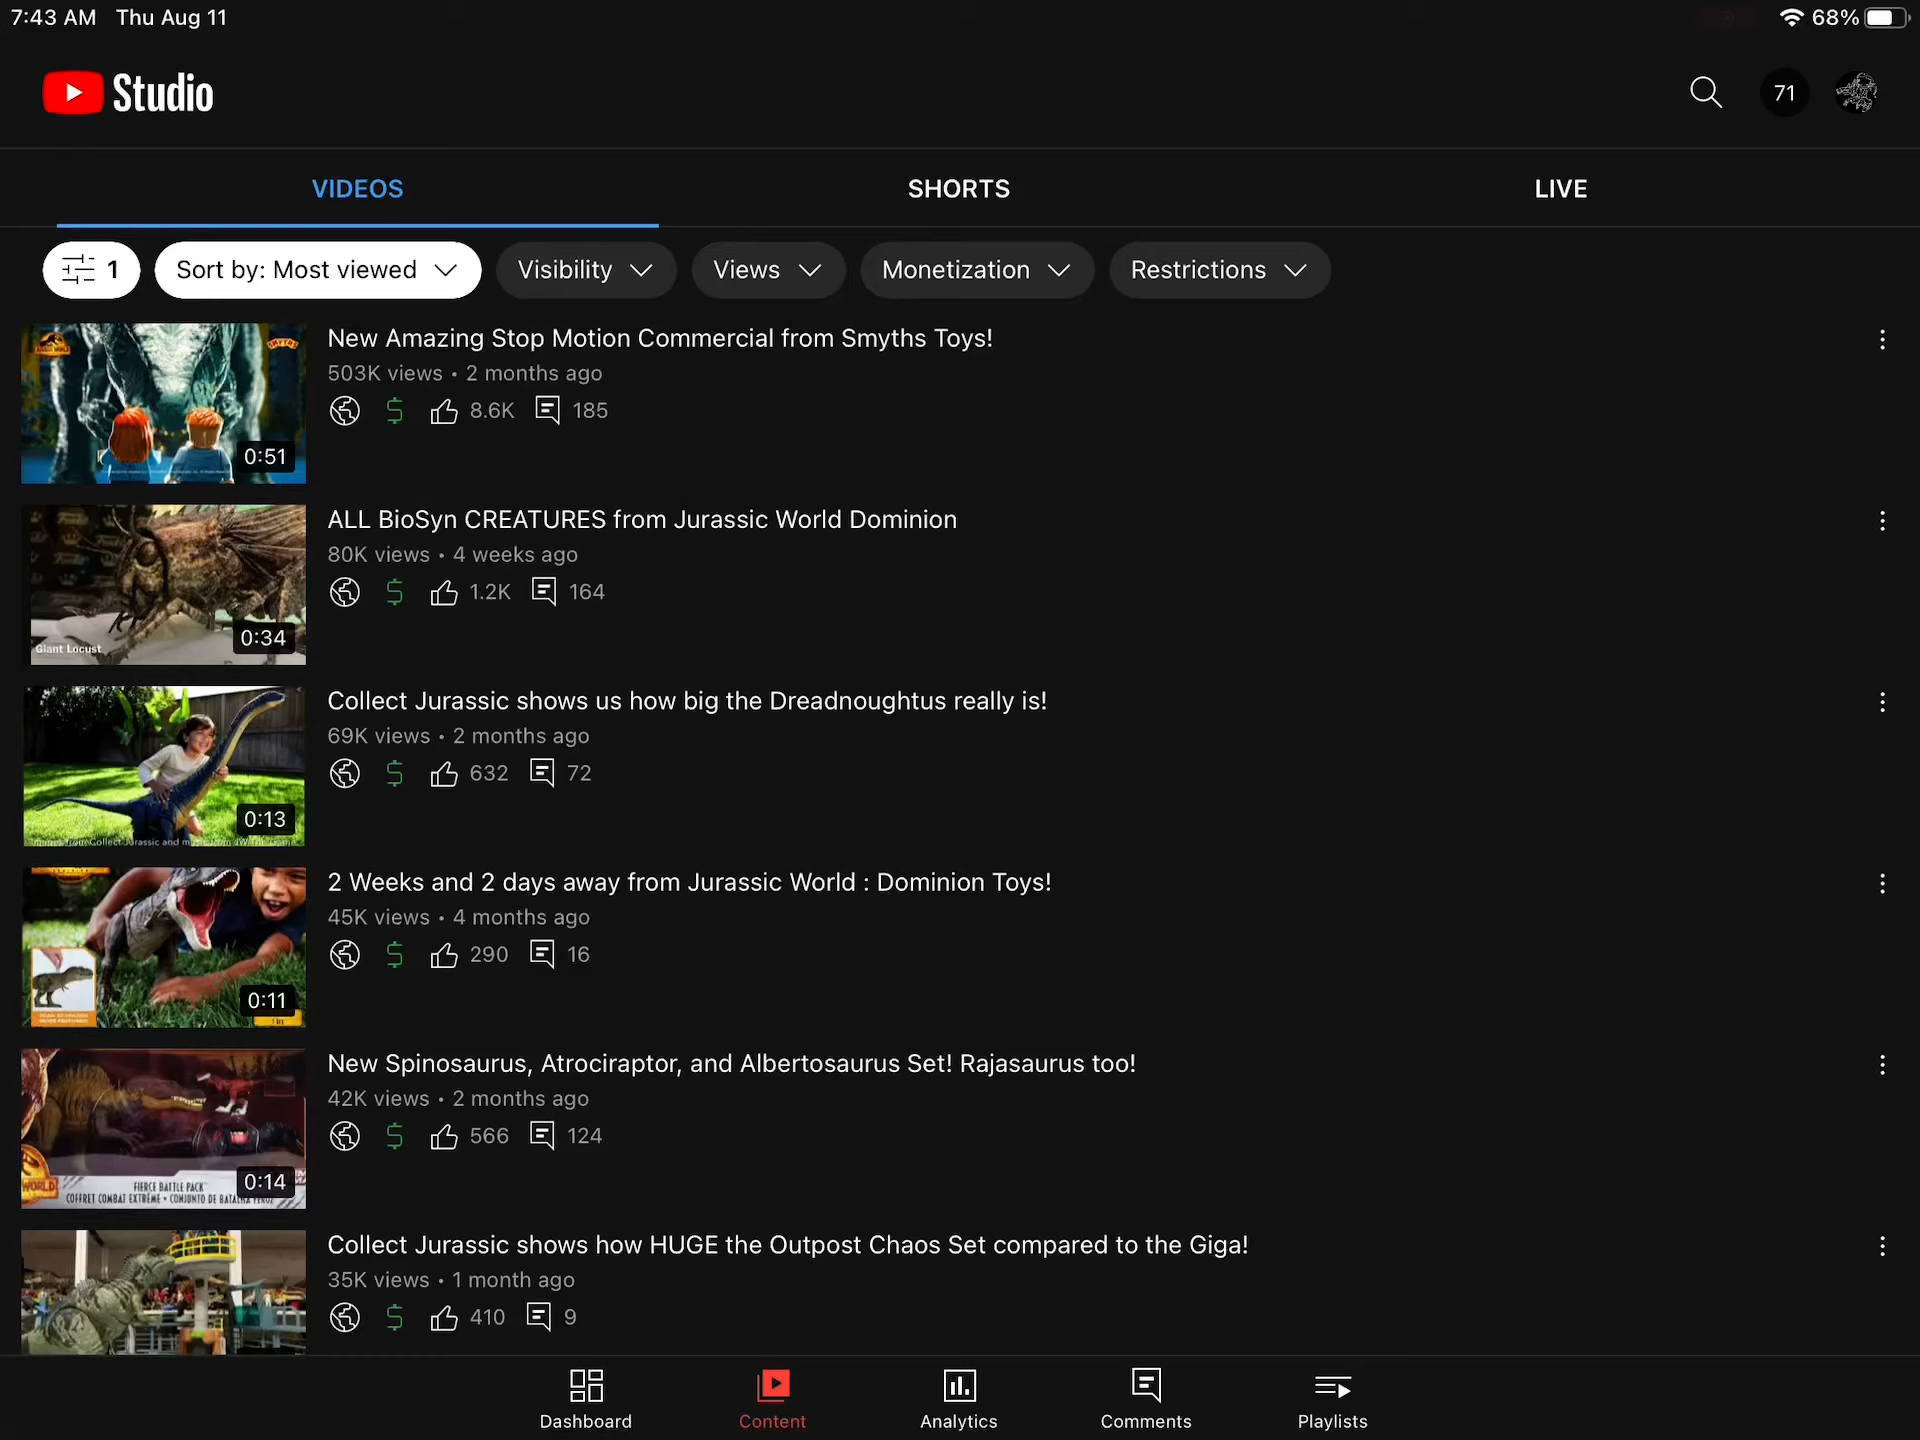 7:43 AM Thu Aug 11 68%
Studio 71
VIDEOS SHORTS LIVE
1 Sort by: Most viewed Visibility Views Monetization Restrictions
New Amazing Stop Motion Commercial from Smyths Toys!
503K views • 2 months ago
8.6K 185
0:51
ALL BioSyn CREATURES from Jurassic World Dominion
80K views • 4 weeks ago
1.2K 164
Giant Locust
0:34
Collect Jurassic shows us how big the Dreadnoughtus really is!
69K views • 2 months ago
632 72
0:13
2 Weeks and 2 days away from Jurassic World : Dominion Toys!
45K views • 4 months ago
290 16
0:11
New Spinosaurus, Atrociraptor, and Albertosaurus Set! Rajasaurus too!
42K views • 2 months ago
566 124
0:14
FIERCE BATTLE PACK
COFFRET COMBAT EXTRÊME • CONJUNTO DE BATALHA FEROZ
Collect Jurassic shows how HUGE the Outpost Chaos Set compared to the Giga!
35K views • 1 month ago
410 9
Dashboard Content Analytics Comments Playlists